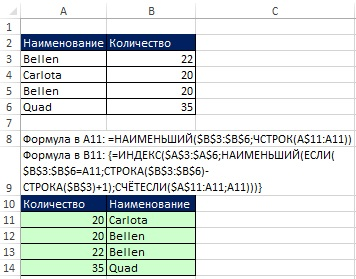 A B C
1
2 Наименование Количество
3 Bellen 22
4 Carlota 20
5 Bellen 20
6 Quad 35
7
8 Формула в A11: =НАИМЕНЬШИЙ($B$3:$B$6;ЧСТРОК(A$11:A11))
Формула в B11: {=ИНДЕКС(A$3:A$6;НАИМЕНЬШИЙ(ЕСЛИ(
$B$3:$B$6=A11;СТРОКА($B$3:$B$6)-
9 СТРОКА($B$3)+1);СЧЁТЕСЛИ(A$11:A11;A11)))}
10 Количество Наименование
11 20 Carlota
12 20 Bellen
13 22 Bellen
14 35 Quad